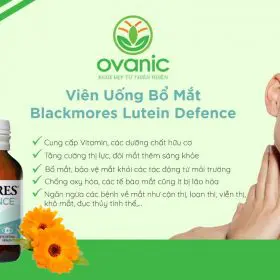 ovanic
KHỎE ĐẸP TỪ THIÊN NHIÊN
Viên Uống Bổ Mắt
Blackmores Lutein Defence
Cung cấp Vitamin, các dưỡng chất hữu cơ
Tăng cường thị lực, đôi mắt thêm sáng khỏe
Bổ mắt, bảo vệ mắt khỏi các tác động từ môi trường
Chống oxy hóa, các tế bào mắt cũng ít bị lão hóa
Ngăn ngừa các bệnh về mắt như cận thị, loạn thị, viễn thị,
khô mắt, đục thủy tinh thể,...
RES
ENCE